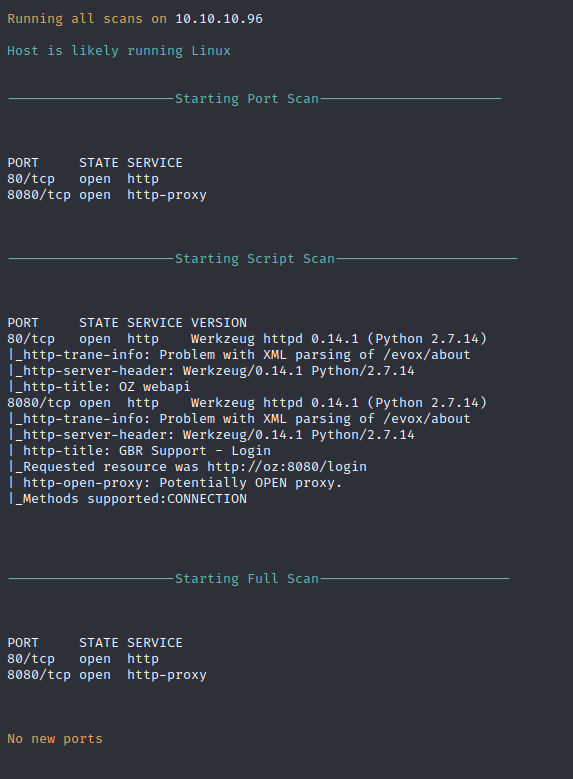 Running all scans on 10.10.10.96
Host is likely running Linux
---------------------Starting Port Scan-----------------------
PORT     STATE SERVICE
80/tcp   open  http
8080/tcp open  http-proxy
---------------------Starting Script Scan-----------------------
PORT     STATE SERVICE VERSION
80/tcp   open  http    Werkzeug httpd 0.14.1 (Python 2.7.14)
|_http-trane-info: Problem with XML parsing of /evox/about
|_http-server-header: Werkzeug/0.14.1 Python/2.7.14
|_http-title: OZ webapi
8080/tcp open  http    Werkzeug httpd 0.14.1 (Python 2.7.14)
|_http-trane-info: Problem with XML parsing of /evox/about
|_http-server-header: Werkzeug/0.14.1 Python/2.7.14
| http-title: GBR Support - Login
|_Requested resource was http://oz:8080/login
| http-open-proxy: Potentially OPEN proxy.
|_Methods supported:CONNECTION
---------------------Starting Full Scan------------------------
PORT     STATE SERVICE
80/tcp   open  http
8080/tcp open  http-proxy
No new ports